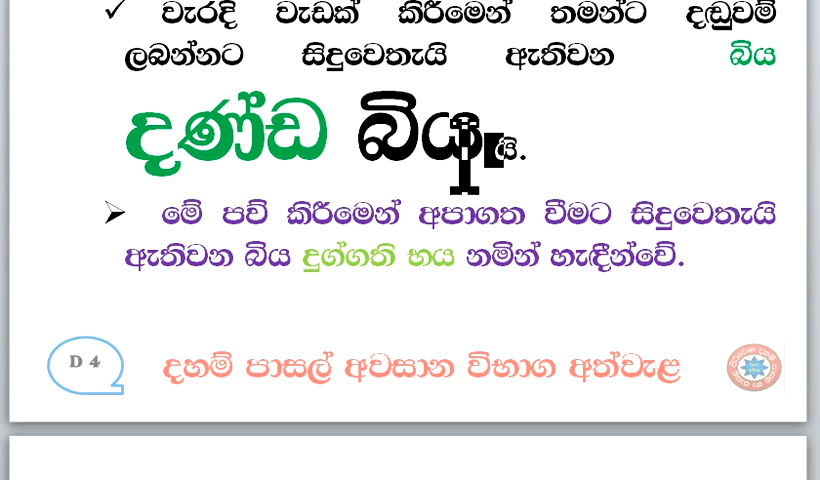 ✓ වැරදි වැඩක් කිරීමෙන් තමන්ට දඬුවම්
ලබන්නට සිදුවෙතැයි ඇතිවන බිය
දණ්ඩ බිය යි.
➢ මේ පව් කිරීමෙන් අපාගත වීමට සිදුවෙතැයි
ඇතිවන බිය දුග්ගති භය නමින් හැඳින්වේ.
D 4
දහම් පාසල් අවසාන විභාග අත්වැළ